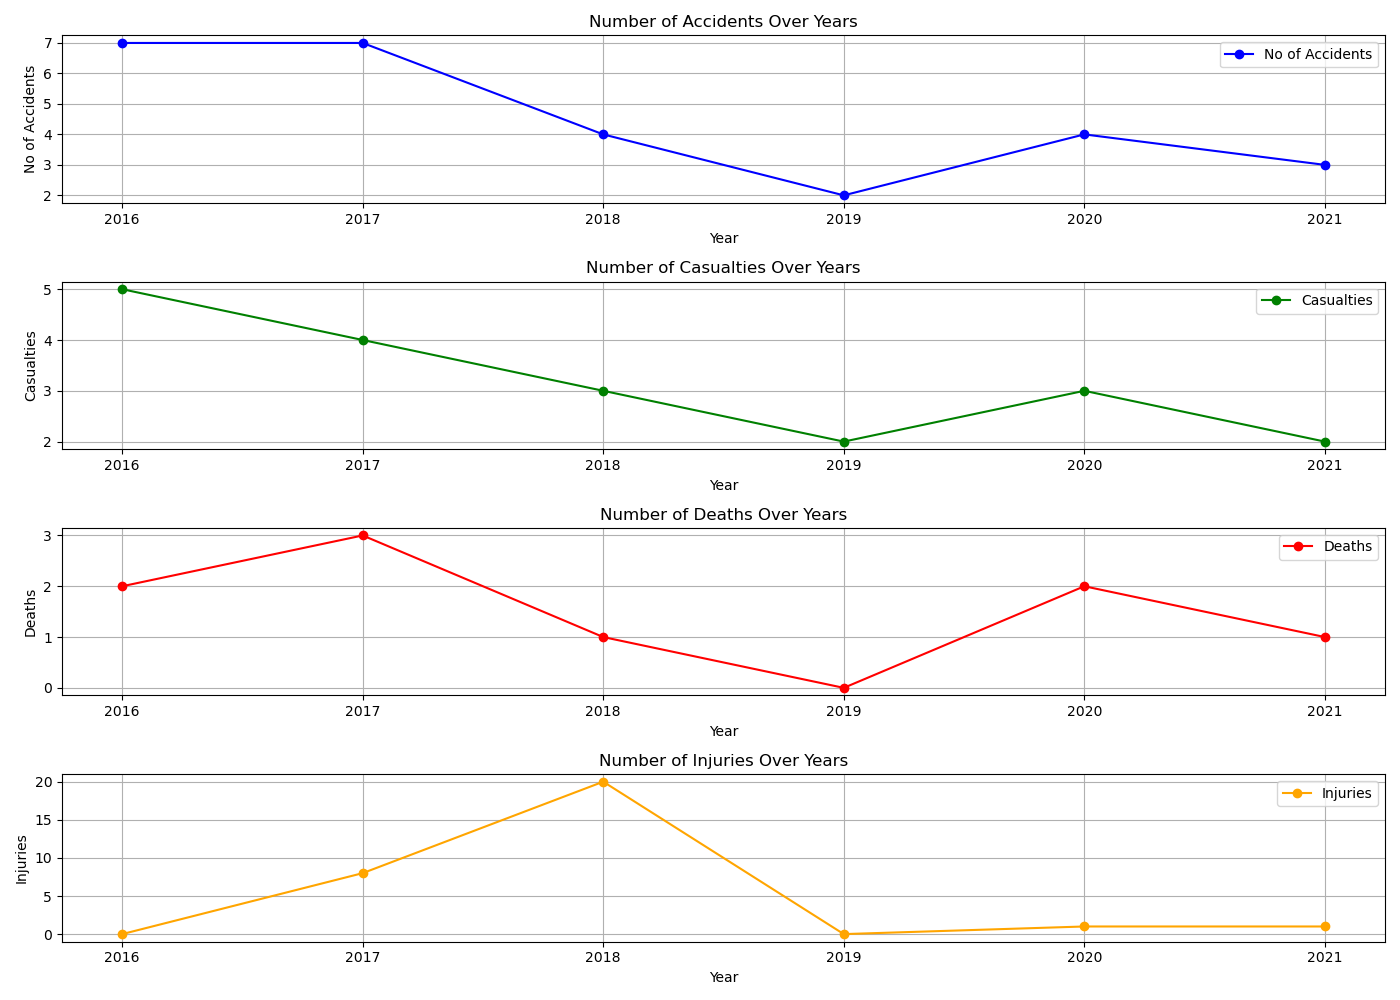 Number of Accidents Over Years
No of Accidents
7
6
5
4
3
2
No of Accidents
2016 2017 2018 2019 2020 2021
Year
Number of Casualties Over Years
Casualties
5
4
3
2
Casualties
2016 2017 2018 2019 2020 2021
Year
Number of Deaths Over Years
Deaths
3
2
1
0
Deaths
2016 2017 2018 2019 2020 2021
Year
Number of Injuries Over Years
Injuries
20
15
10
5
0
Injuries
2016 2017 2018 2019 2020 2021
Year